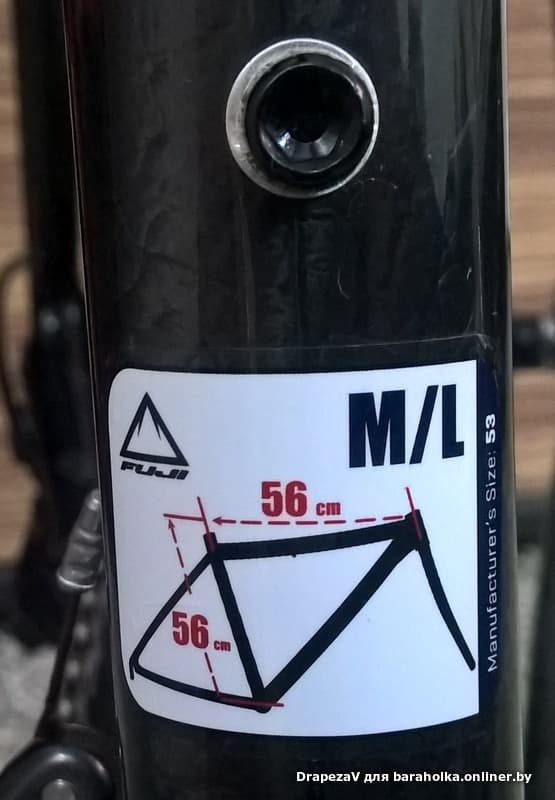 M/L
FUJI
56 cm
56 cm
Manufacturer's Size: 53
DrapezaV для baraholka.onliner.by